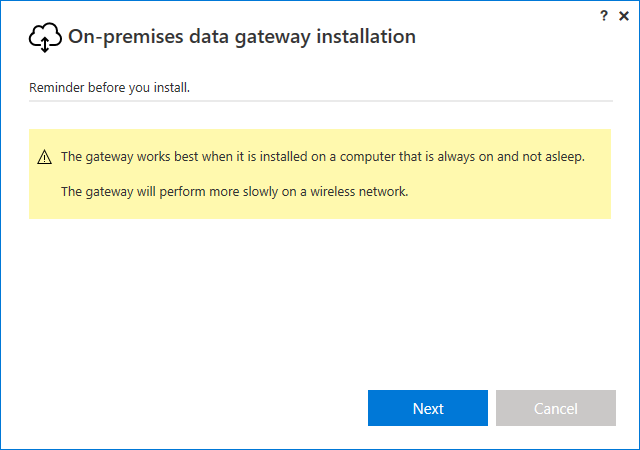 ?
On-premises data gateway installation
Reminder before you install.
The gateway works best when it is installed on a computer that is always on and not asleep.
The gateway will perform more slowly on a wireless network.
Next Cancel